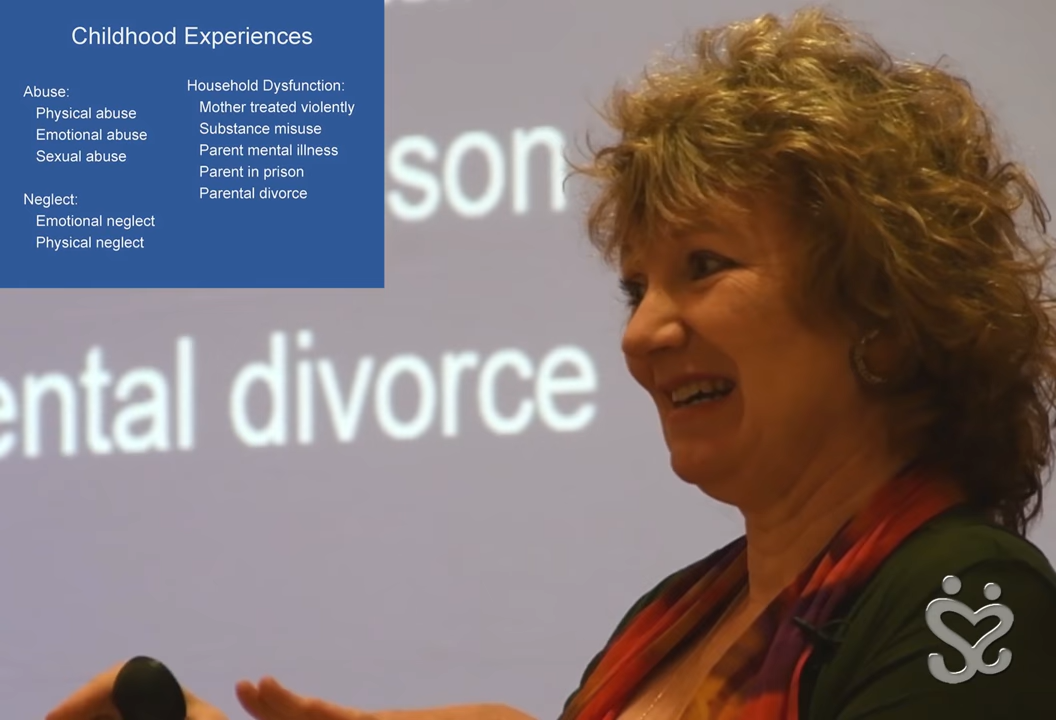 Childhood Experiences
Abuse:
Physical abuse
Emotional abuse
Sexual abuse
Neglect:
Emotional neglect
Physical neglect
Household Dysfunction:
Mother treated violently
Substance misuse
Parent mental illness
Parent in prison
Parental divorce
son
ental divorce